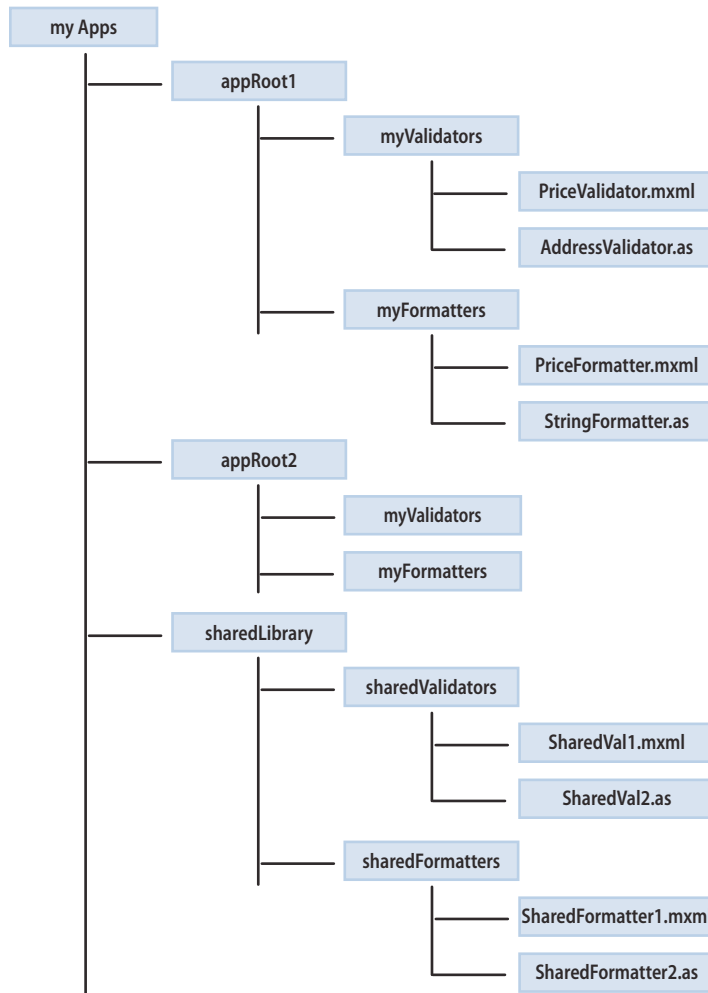 my Apps
appRoot1
myValidators
PriceValidator.mxml
AddressValidator.as
myFormatters
PriceFormatter.mxml
StringFormatter.as
appRoot2
myValidators
myFormatters
sharedLibrary
sharedValidators
SharedVal1.mxml
SharedVal2.as
sharedFormatters
SharedFormatter1.mxm
SharedFormatter2.as